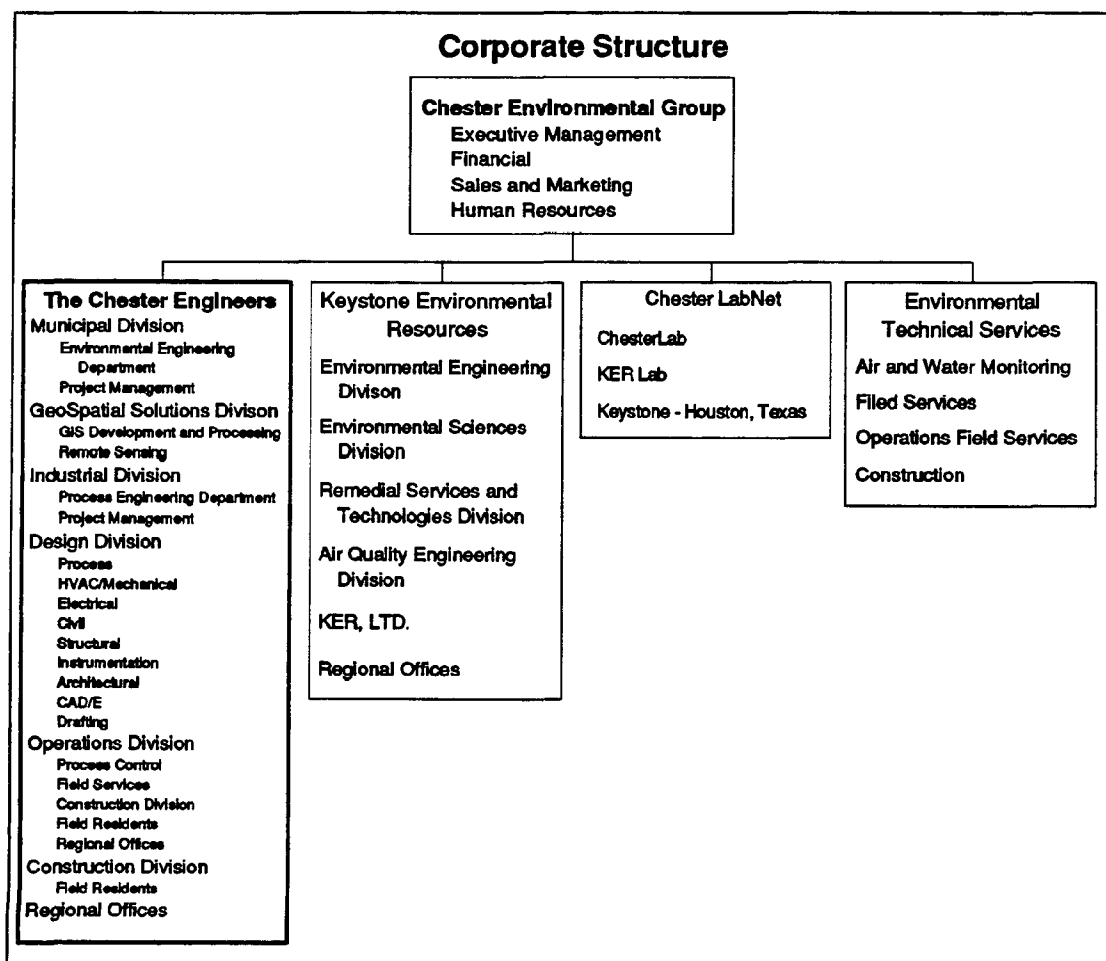 Corporate Structure
Chester Environmental Group
Executive Management
Financial
Sales and Marketing
Human Resources
The Chester Engineers
Municipal Division
Environmental Engineering
Department
Project Management
GeoSpatial Solutions Divison
GIS Development and Processing
Remote Sensing
Industrial Division
Process Engineering Department
Project Management
Design Division
Process
HVAC/Mechanical
Electrical
Civil
Structural
Instrumentation
Architectural
CAD/E
Drafting
Operations Division
Process Control
Field Services
Construction Division
Field Residents
Regional Offices
Construction Division
Field Residents
Regional Offices
Keystone Environmental
Resources
Environmental Engineering
Divison
Environmental Sciences
Division
Remedial Services and
Technologies Division
Air Quality Engineering
Division
KER, LTD.
Regional Offices
Chester LabNet
ChesterLab
KER Lab
Keystone - Houston, Texas
Environmental
Technical Services
Air and Water Monitoring
Filed Services
Operations Field Services
Construction